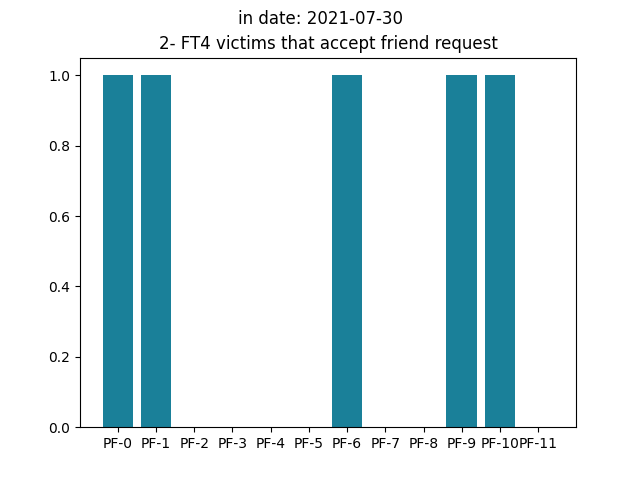 in date: 2021-07-30
2- FT4 victims that accept friend request
1.0
0.8
0.6
0.4
0.2
0.0
PF-0 PF-1 PF-2 PF-3 PF-4 PF-5 PF-6 PF-7 PF-8 PF-9 PF-10 PF-11